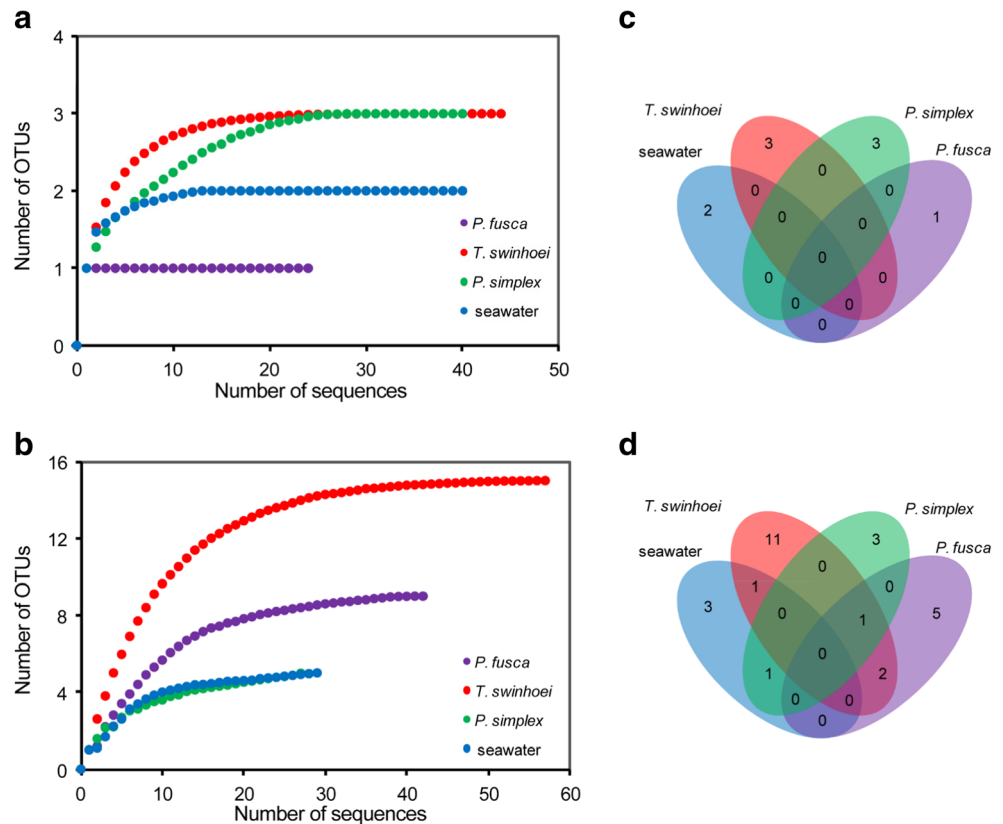 a
4
3
2
1
0
Number of OTUs
P. fusca
T. swinhoei
P. simplex
seawater
0 10 20 30 40 50
Number of sequences
c
T. swinhoei
P. simplex
seawater
P. fusca
3 3
0
0 0
2 1
0 0
0
0 0
0 0
0
b
16
12
8
4
0
Number of OTUs
P. fusca
T. swinhoei
P. simplex
seawater
0 10 20 30 40 50 60
Number of sequences
d
T. swinhoei
P. simplex
seawater
P. fusca
11 3
0
1 0
3 5
0 1
0
1 2
0 0
0